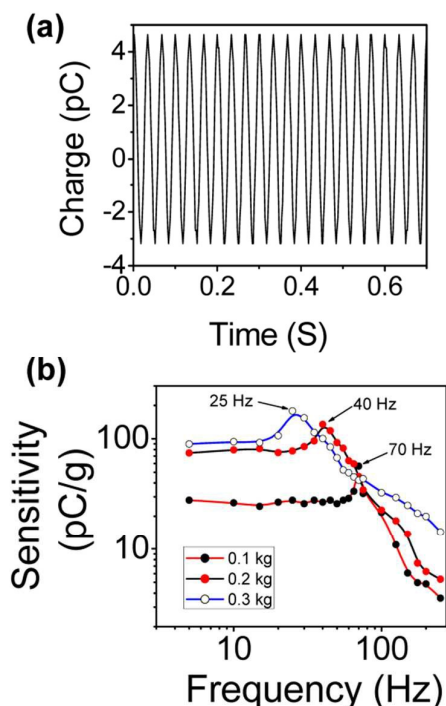 (a)
Charge (pC)
4
2
0
-2
-4
0.0 0.2 0.4 0.6
Time (S)
(b)
Sensitivity
(pC/g)
100
10
25 Hz
40 Hz
70 Hz
0.1 kg
0.2 kg
0.3 kg
10 100
Frequency (Hz)